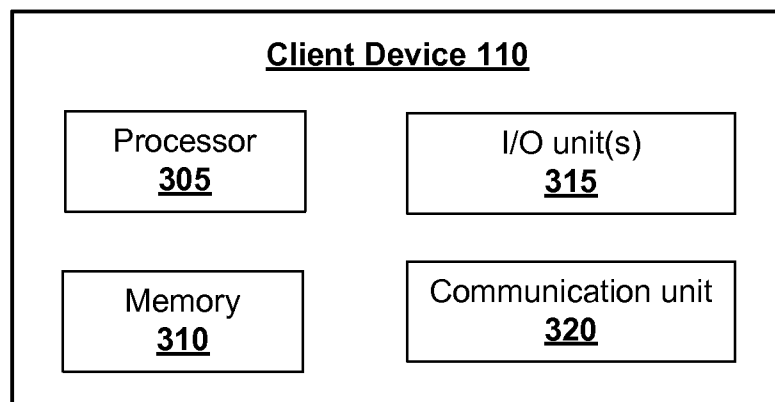 Client Device 110
Processor
305
I/O unit(s)
315
Memory
310
Communication unit
320